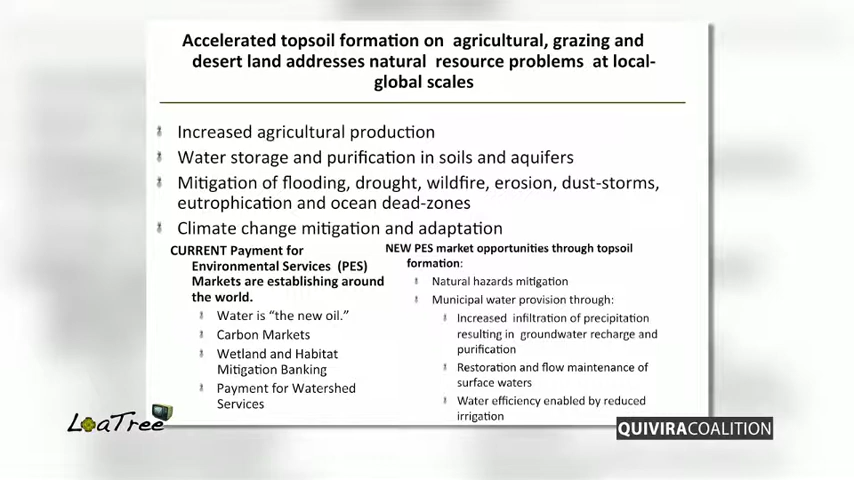 Accelerated topsoil formation on agricultural, grazing and
desert land addresses natural resource problems at local-
global scales
Increased agricultural production
Water storage and purification in soils and aquifers
Mitigation of flooding, drought, wildfire, erosion, dust-storms,
eutrophication and ocean dead-zones
Climate change mitigation and adaptation
CURRENT Payment for
Environmental Services (PES)
Markets are establishing around
the world.
Water is “the new oil.”
Carbon Markets
Wetland and Habitat
Mitigation Banking
Payment for Watershed
Services
NEW PES market opportunities through topsoil
formation:
Natural hazards mitigation
Municipal water provision through:
Increased infiltration of precipitation
resulting in groundwater recharge and
purification
Restoration and flow maintenance of
surface waters
Water efficiency enabled by reduced
irrigation
LoaTree
QUIVIRACOALITION